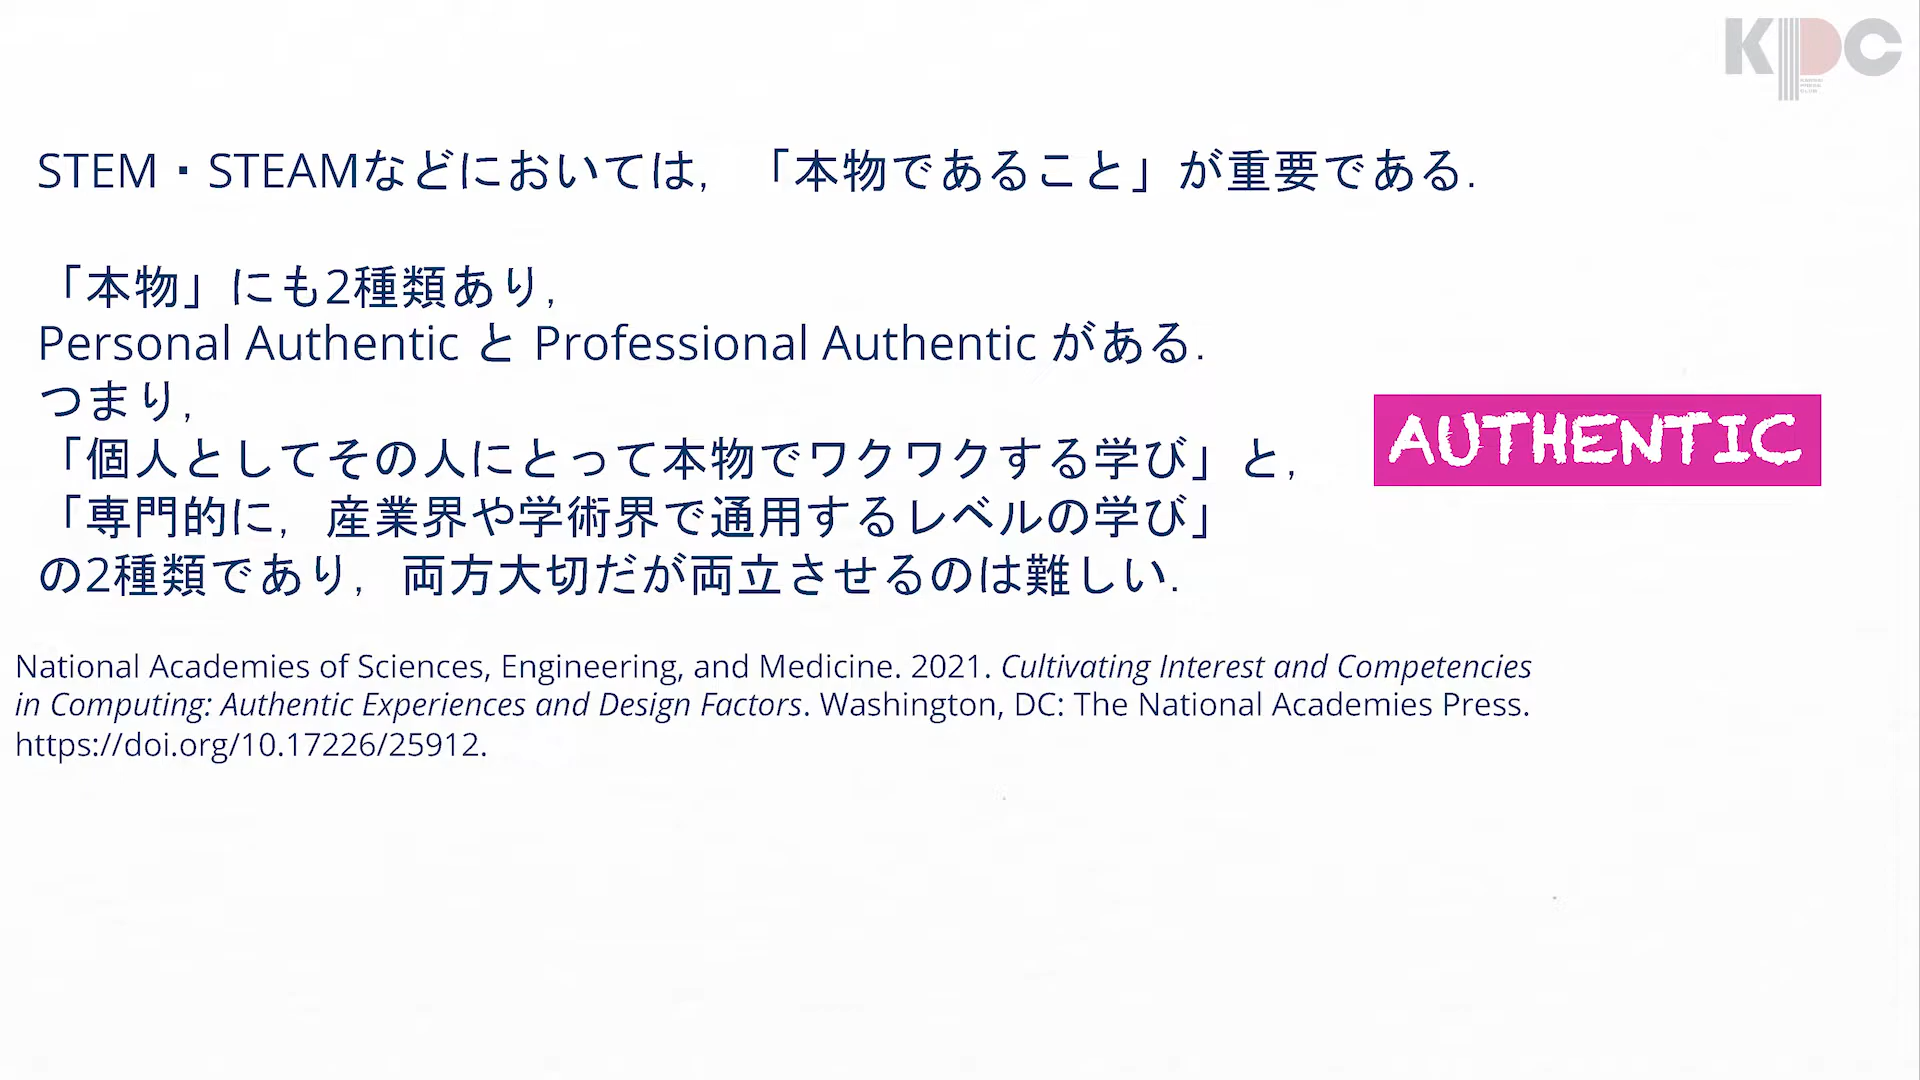 KPC
STEM・STEAMなどにおいては，「本物であること」が重要である．
「本物」にも2種類あり，
Personal Authentic と Professional Authentic がある．
つまり，
「個人としてその人にとって本物でワクワクする学び」と，
「専門的に，産業界や学術界で通用するレベルの学び」
の2種類であり，両方大切だが両立させるのは難しい．
AUTHENTIC
National Academies of Sciences, Engineering, and Medicine. 2021. Cultivating Interest and Competencies
in Computing: Authentic Experiences and Design Factors. Washington, DC: The National Academies Press.
https://doi.org/10.17226/25912.